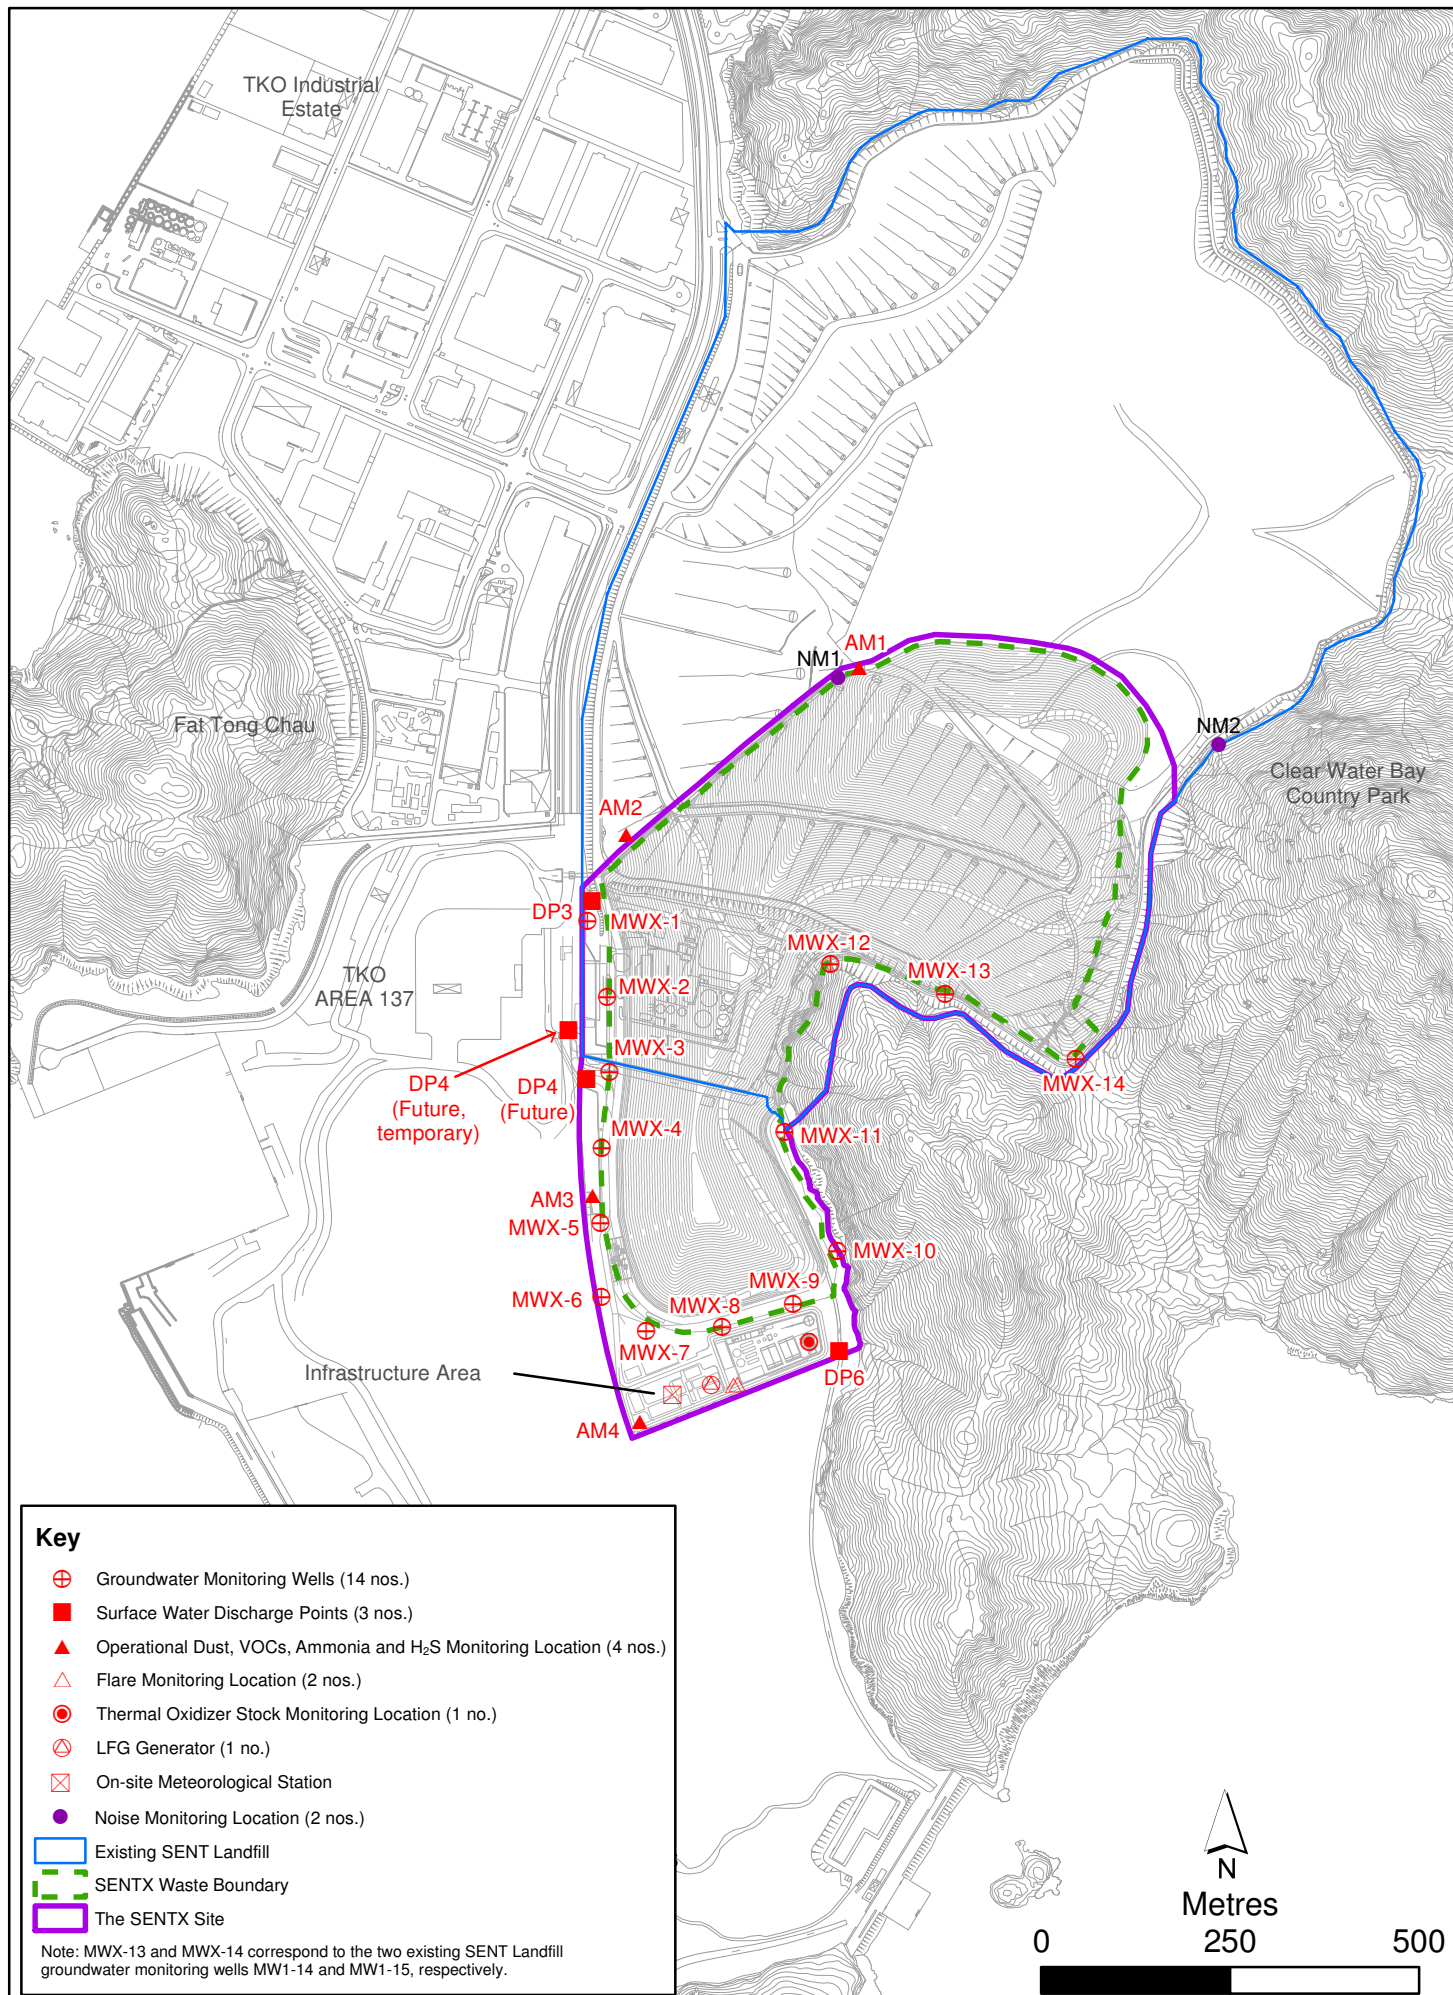 TKO Industrial
Estate
NM1
AM1
Fat Tong Chau
NM2
Clear Water Bay
Country Park
AM2
DP3
MWX-1
MWX-12
MWX-13
TKO
AREA 137
MWX-2
MWX-3
DP4
(Future,
temporary)
DP4
(Future)
MWX-14
MWX-4
MWX-11
AM3
MWX-5
MWX-10
MWX-6
MWX-9
MWX-8
MWX-7
Infrastructure Area
DP6
AM4
Key
Groundwater Monitoring Wells (14 nos.)
Surface Water Discharge Points (3 nos.)
Operational Dust, VOCs, Ammonia and H₂S Monitoring Location (4 nos.)
Flare Monitoring Location (2 nos.)
Thermal Oxidizer Stock Monitoring Location (1 no.)
LFG Generator (1 no.)
On-site Meteorological Station
Noise Monitoring Location (2 nos.)
Existing SENT Landfill
SENTX Waste Boundary
The SENTX Site
Note: MWX-13 and MWX-14 correspond to the two existing SENT Landfill
groundwater monitoring wells MW1-14 and MW1-15, respectively.
N
Metres
0 250 500